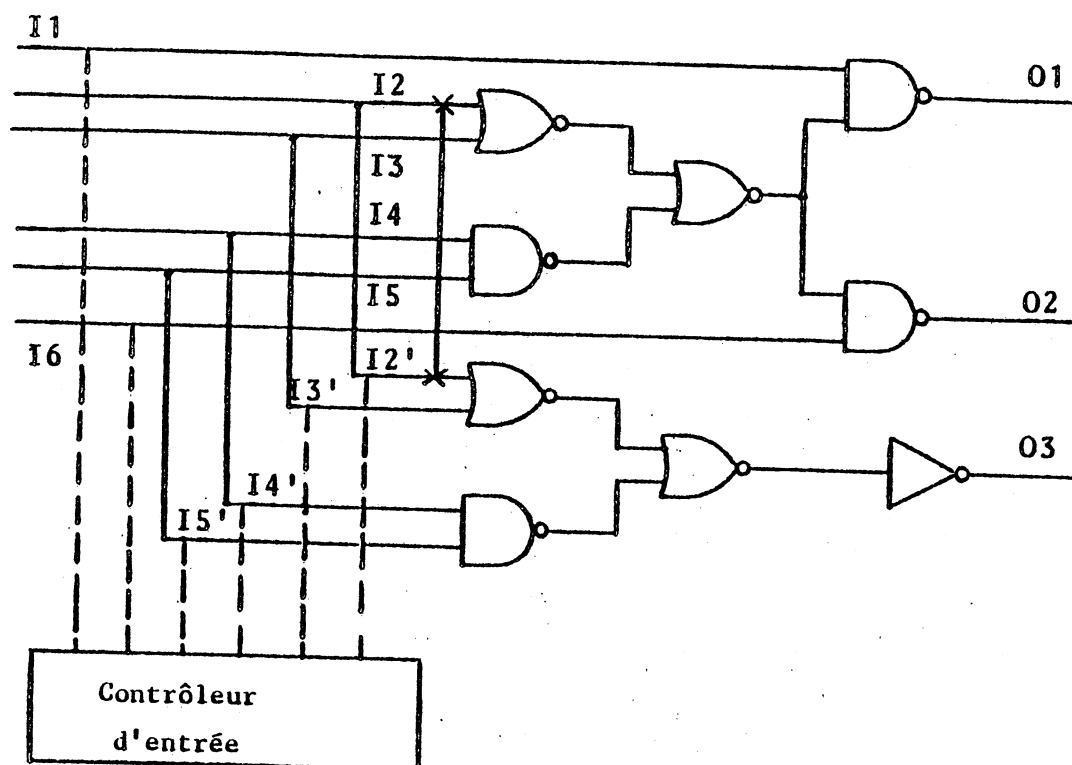 I1
I2
O1
I3
I4
I5
O2
I6
I2'
I3'
O3
I4'
I5'
Contrôleur
d'entrée